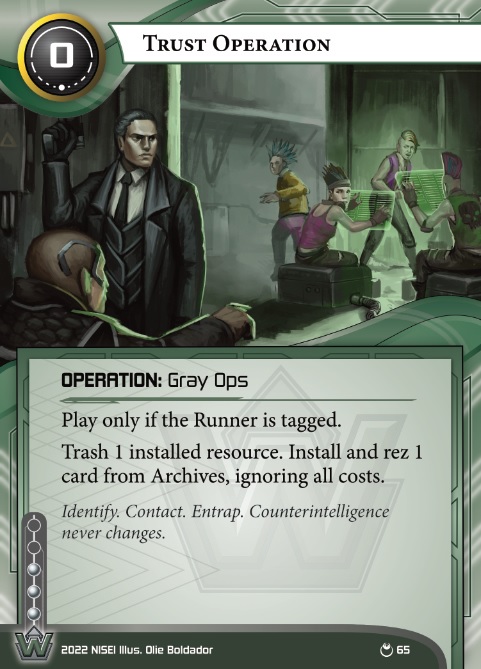 0
Trust Operation
OPERATION: Gray Ops
Play only if the Runner is tagged.
Trash 1 installed resource. Install and rez 1
card from Archives, ignoring all costs.
Identify. Contact. Entrap. Counterintelligence
never changes.
W
2022 NISEI Illus. Olie Boldador
65